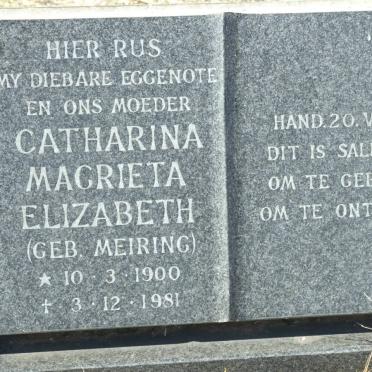 HIER RUS
MY DIEBARE EGGENOTE
EN ONS MOEDER
CATHARINA
MAGRIETA
ELIZABETH
(GEB. MEIRING)
★ 10 · 3 · 1900
✝ 3 · 12 · 1981
HAND. 20. V
DIT IS SAL
OM TE GE
OM TE ONT